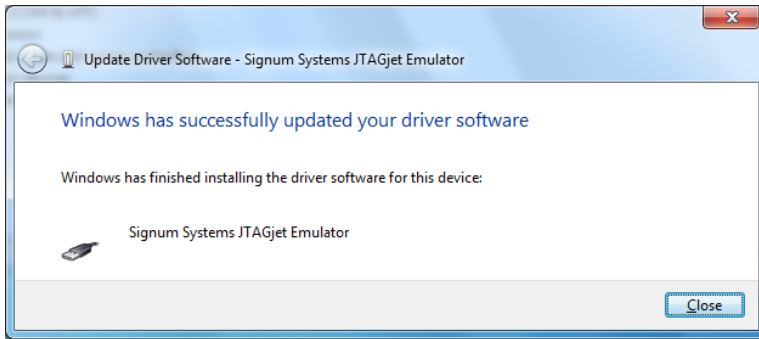 Update Driver Software - Signum Systems JTAGjet Emulator
Windows has successfully updated your driver software
Windows has finished installing the driver software for this device:
Signum Systems JTAGjet Emulator
Close